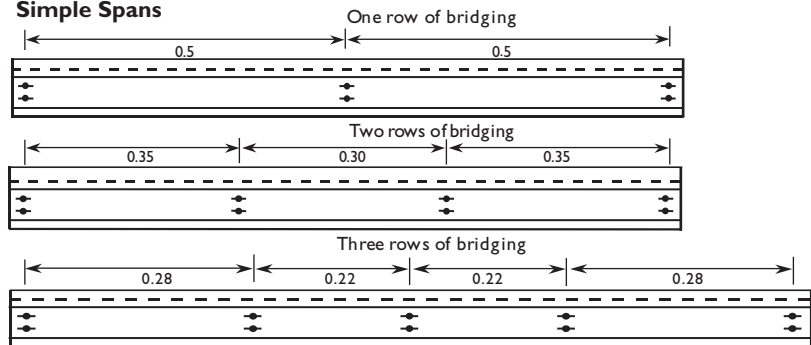 Simple Spans
One row of bridging
0.5 0.5
Two rows of bridging
0.35 0.30 0.35
Three rows of bridging
0.28 0.22 0.22 0.28